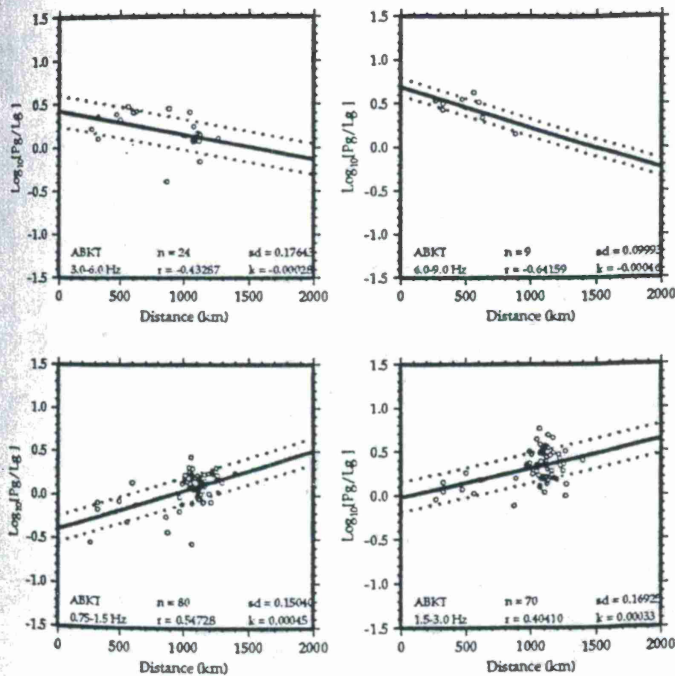 1.5 1.5
1.0 1.0
0.5 0.5
0.0 0.0
-0.5 -0.5
-1.0 -1.0
-1.5 -1.5
Log10[Pg/Lg ] Log10[Pg/Lg ]
ABKT n = 24 sd = 0.17643
3.0-6.0 Hz r = -0.43287 k = -0.00028
ABKT n = 9 sd = 0.09993
6.0-9.0 Hz r = -0.64159 k = -0.00046
0 500 1000 1500 2000 0 500 1000 1500 2000
Distance (km) Distance (km)
1.5 1.5
1.0 1.0
0.5 0.5
0.0 0.0
-0.5 -0.5
-1.0 -1.0
-1.5 -1.5
Log10[Pg/Lg ] Log10[Pg/Lg ]
ABKT n = 80 sd = 0.15040
0.75-1.5 Hz r = 0.54728 k = 0.00045
ABKT n = 70 sd = 0.16925
1.5-3.0 Hz r = 0.40410 k = 0.00033
0 500 1000 1500 2000 0 500 1000 1500 2000
Distance (km) Distance (km)